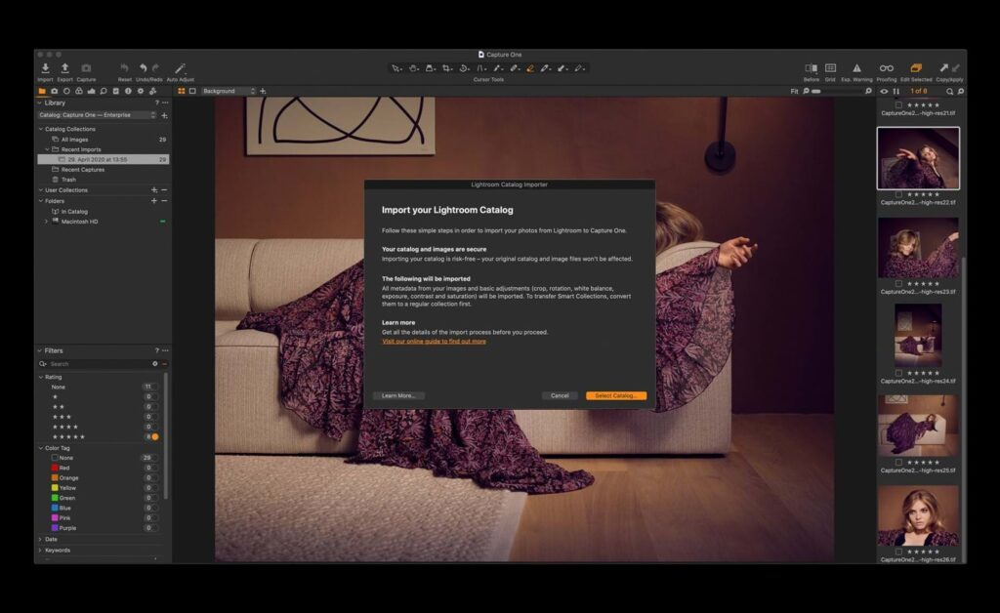 Capture One
Import Export Capture Reset Undo/Redo Auto Adjust Cursor Tools Before Grid Exp. Warning Proofing Edit Selected Copy/Apply
Background
Fit
1 of 8
Library
Catalog: Capture One — Enterprise
Catalog Collections
All Images 29
Recent Imports
29. April 2020 at 13:55 29
Recent Captures
Trash
User Collections
Folders
In Catalog
Macintosh HD
Filters
Search
Rating
None 11
★ 0
★★ 0
★★★ 0
★★★★ 0
★★★★★ 8
Color Tag
None 29
Red 0
Orange 0
Yellow 0
Green 0
Blue 0
Pink 0
Purple 0
Date
Keywords
Lightroom Catalog Importer
Import your Lightroom Catalog
Follow these simple steps in order to import your photos from Lightroom to Capture One.
Your catalog and images are secure
Importing your catalog is risk-free – your original catalog and image files won't be affected.
The following will be imported
All metadata from your images and basic adjustments (crop, rotation, white balance,
exposure, contrast and saturation) will be imported. To transfer Smart Collections, convert
them to a regular collection first.
Learn more
Get all the details of the import process before you proceed.
Visit our online guide to find out more
Learn More... Cancel Select Catalog...
CaptureOne2...-high-res21.tif
CaptureOne2...-high-res22.tif
CaptureOne2...-high-res23.tif
CaptureOne2...-high-res24.tif
CaptureOne2...-high-res25.tif
CaptureOne2...-high-res26.tif